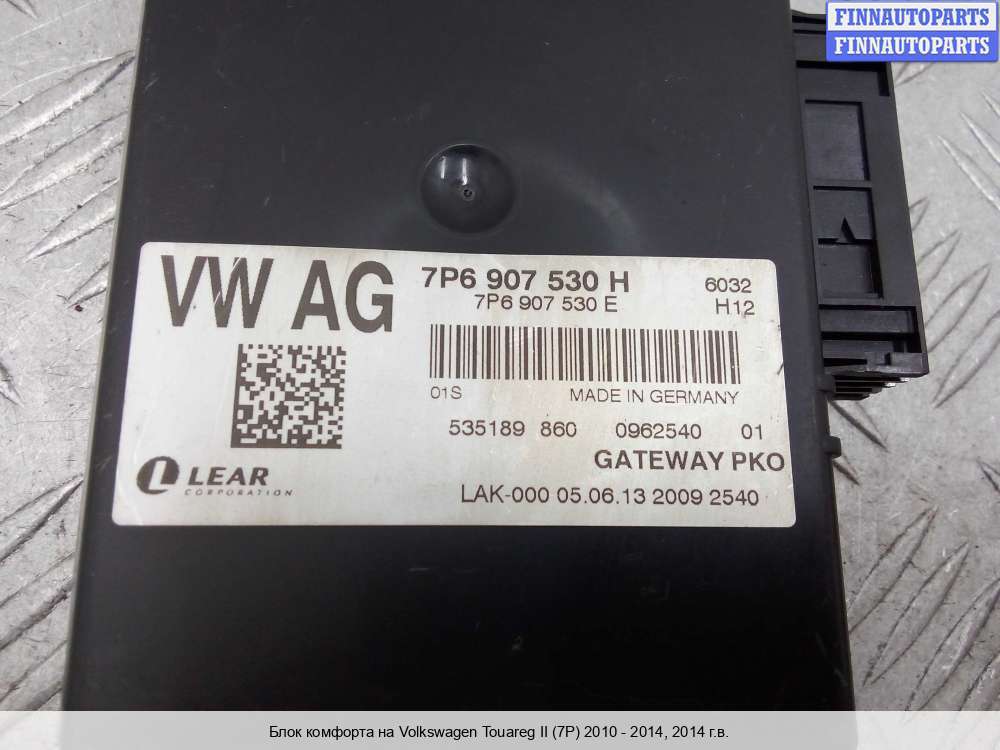 FINNAUTOPARTS
FINNAUTOPARTS
VW AG
7P6 907 530 H
6032
7P6 907 530 E
H12
01S
MADE IN GERMANY
535189 860 0962540 01
GATEWAY PKO
LEAR
CORPORATION
LAK-000 05.06.13 2009 2540
Блок комфорта на Volkswagen Touareg II (7P) 2010 - 2014, 2014 г.в.